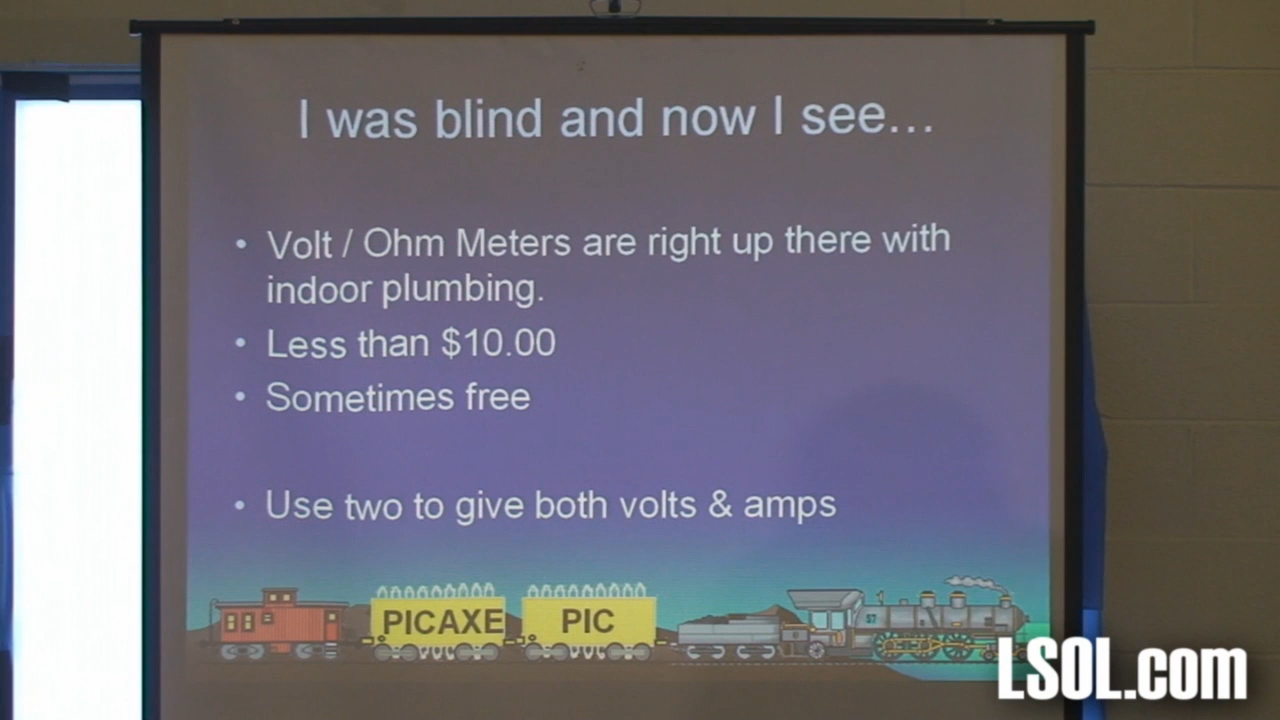 I was blind and now I see...
• Volt / Ohm Meters are right up there with
indoor plumbing.
• Less than $10.00
• Sometimes free
• Use two to give both volts & amps
PICAXE
PIC
57
LSOL.com